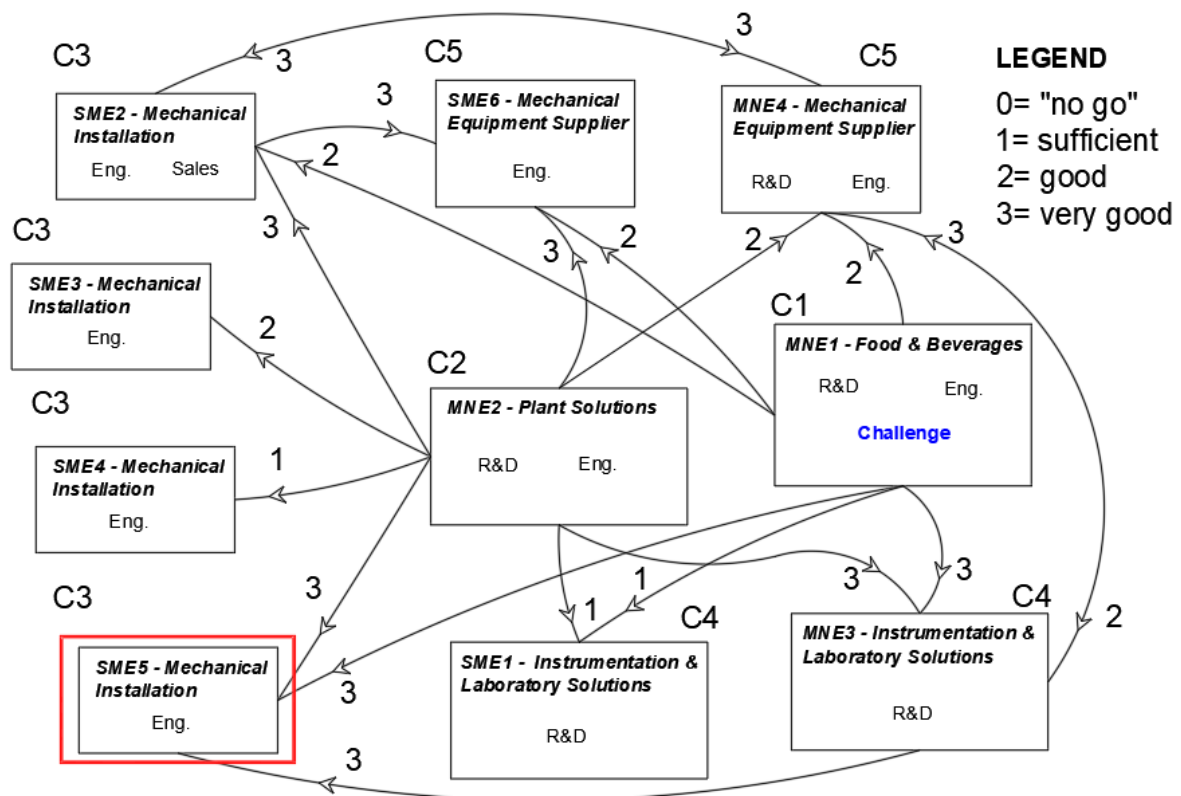 3
3
C3
C5
C5
LEGEND
0= "no go"
1= sufficient
2= good
3= very good
SME2 - Mechanical
Installation
Eng. Sales
3
2
SME6 - Mechanical
Equipment Supplier
Eng.
MNE4 - Mechanical
Equipment Supplier
R&D Eng.
C3
3
3
2
2
2
3
SME3 - Mechanical
Installation
Eng.
2
C1
MNE1 - Food & Beverages
R&D Eng.
Challenge
C2
MNE2 - Plant Solutions
R&D Eng.
C3
SME4 - Mechanical
Installation
Eng.
1
C3
3
3
1
1
3
3
2
SME5 - Mechanical
Installation
Eng.
C4
SME1 - Instrumentation &
Laboratory Solutions
R&D
C4
MNE3 - Instrumentation &
Laboratory Solutions
R&D
3